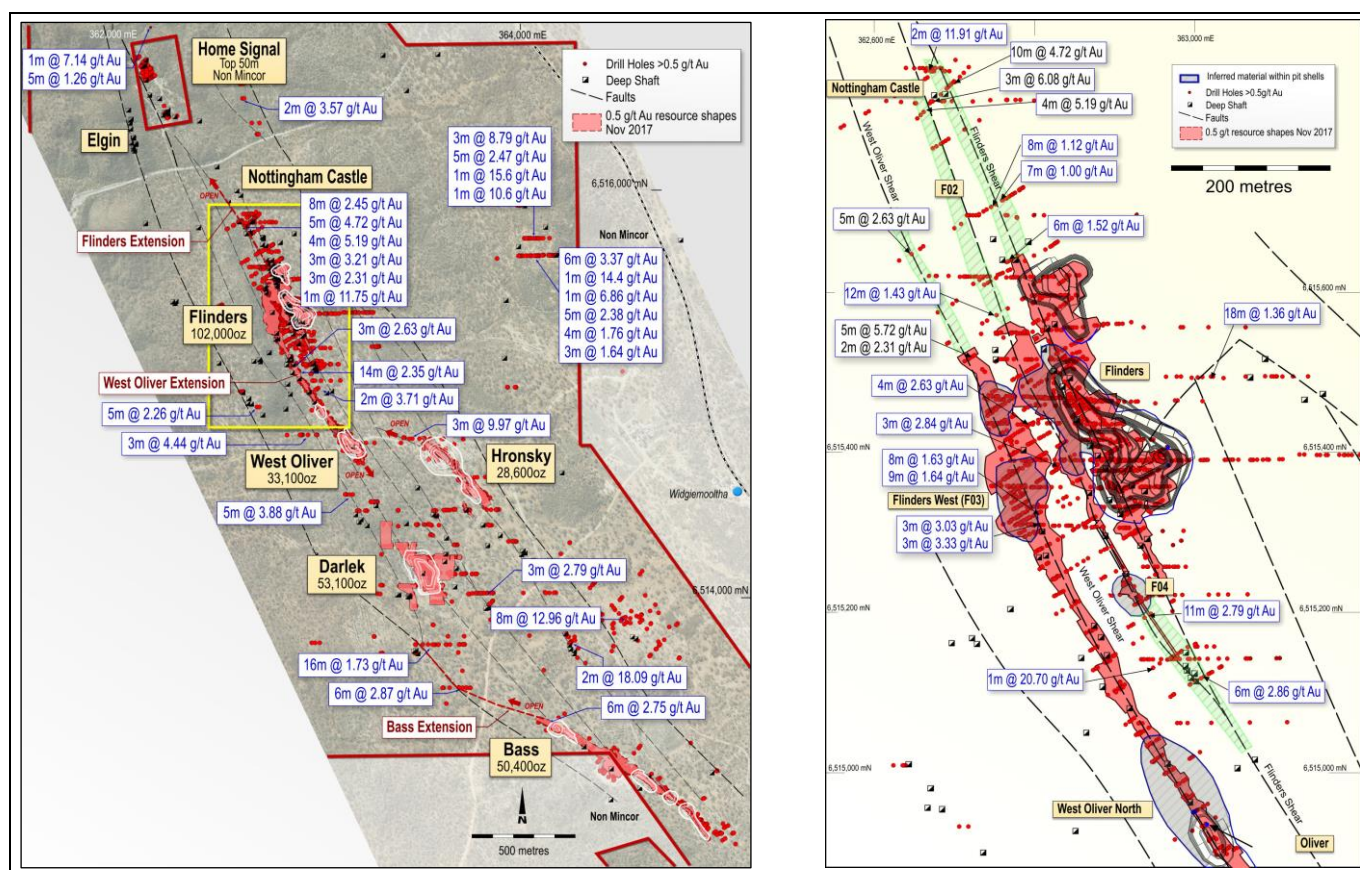 362,000 mE
364,000 mE
1m @ 7.14 g/t Au
5m @ 1.26 g/t Au
Home Signal
Top 50m
Non Mincor
Drill Holes >0.5 g/t Au
Deep Shaft
Faults
0.5 g/t Au resource shapes
Nov 2017
2m @ 3.57 g/t Au
Elgin
3m @ 8.79 g/t Au
5m @ 2.47 g/t Au
1m @ 15.6 g/t Au
1m @ 10.6 g/t Au
6,516,000 mN
Nottingham Castle
OPEN
8m @ 2.45 g/t Au
5m @ 4.72 g/t Au
4m @ 5.19 g/t Au
3m @ 3.21 g/t Au
3m @ 2.31 g/t Au
1m @ 11.75 g/t Au
Flinders Extension
Non Mincor
6m @ 3.37 g/t Au
1m @ 14.4 g/t Au
1m @ 6.86 g/t Au
5m @ 2.38 g/t Au
4m @ 1.76 g/t Au
3m @ 1.64 g/t Au
Flinders
102,000oz
3m @ 2.63 g/t Au
14m @ 2.35 g/t Au
West Oliver Extension
2m @ 3.71 g/t Au
5m @ 2.26 g/t Au
3m @ 9.97 g/t Au
3m @ 4.44 g/t Au
OPEN
West Oliver
33,100oz
OPEN
Hronsky
28,600oz
Widgiemooltha
5m @ 3.88 g/t Au
Darlek
53,100oz
3m @ 2.79 g/t Au
6,514,000 mN
8m @ 12.96 g/t Au
16m @ 1.73 g/t Au
2m @ 18.09 g/t Au
6m @ 2.87 g/t Au
OPEN
6m @ 2.75 g/t Au
Bass Extension
Bass
50,400oz
N
Non Mincor
500 metres
362,600 mE
363,000 mE
2m @ 11.91 g/t Au
10m @ 4.72 g/t Au
3m @ 6.08 g/t Au
4m @ 5.19 g/t Au
Nottingham Castle
Inferred material within pit shells
Drill Holes >0.5g/t Au
Deep Shaft
Faults
0.5 g/t resource shapes Nov 2017
200 metres
West Oliver Shear
Flinders Shear
8m @ 1.12 g/t Au
7m @ 1.00 g/t Au
F02
5m @ 2.63 g/t Au
6m @ 1.52 g/t Au
12m @ 1.43 g/t Au
6,515,600 mN
18m @ 1.36 g/t Au
5m @ 5.72 g/t Au
2m @ 2.31 g/t Au
Flinders
4m @ 2.63 g/t Au
3m @ 2.84 g/t Au
6,515,400 mN
6,515,400 mN
8m @ 1.63 g/t Au
9m @ 1.64 g/t Au
Flinders West (F03)
3m @ 3.03 g/t Au
3m @ 3.33 g/t Au
West Oliver Shear
F04
11m @ 2.79 g/t Au
6,515,200 mN
6,515,200 mN
1m @ 20.70 g/t Au
6m @ 2.86 g/t Au
6,515,000 mN
6,515,000 mN
Flinders Shear
West Oliver North
Oliver